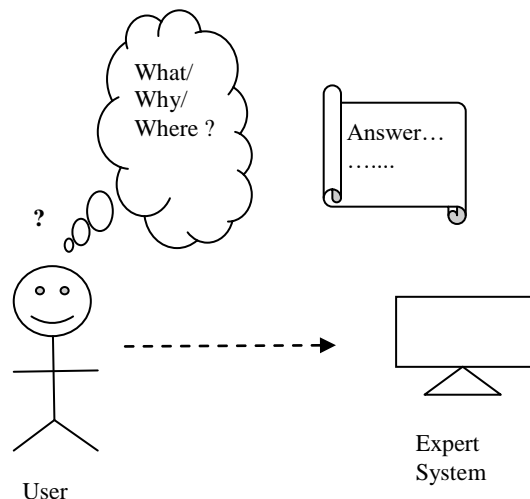 What/
Why/
Where ?
Answer…
……....
?
Expert
System
User